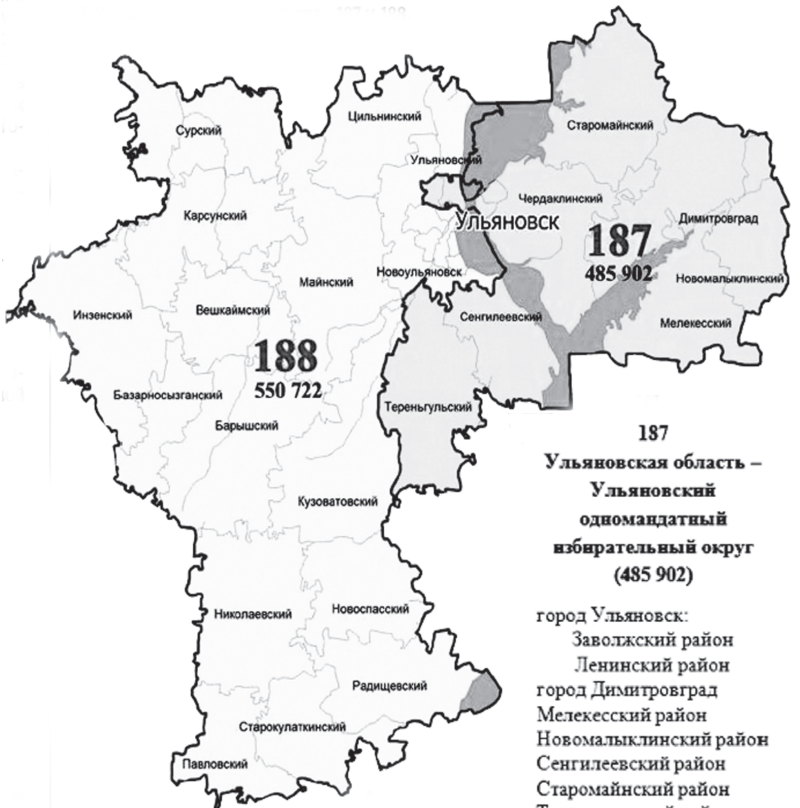 Сурский
Цильнинский
Старомайнский
Ульяновский
Карсунский
Чердаклинский
Ульяновск
Димитровград
187
485 902
Майнский
Новоульяновск
Новомалыклинский
Инзенский
Вешкаймский
Сенгилеевский
Мелекесский
188
550 722
Базарносызганский
Барышский
Тереньгульский
Кузоватовский
Николаевский
Новоспасский
Радищевский
Старокулаткинский
Павловский
187
Ульяновская область –
Ульяновский
одномандатный
избирательный округ
(485 902)
город Ульяновск:
Заволжский район
Ленинский район
город Димитровград
Мелекесский район
Новомалыклинский район
Сенгилеевский район
Старомайнский район